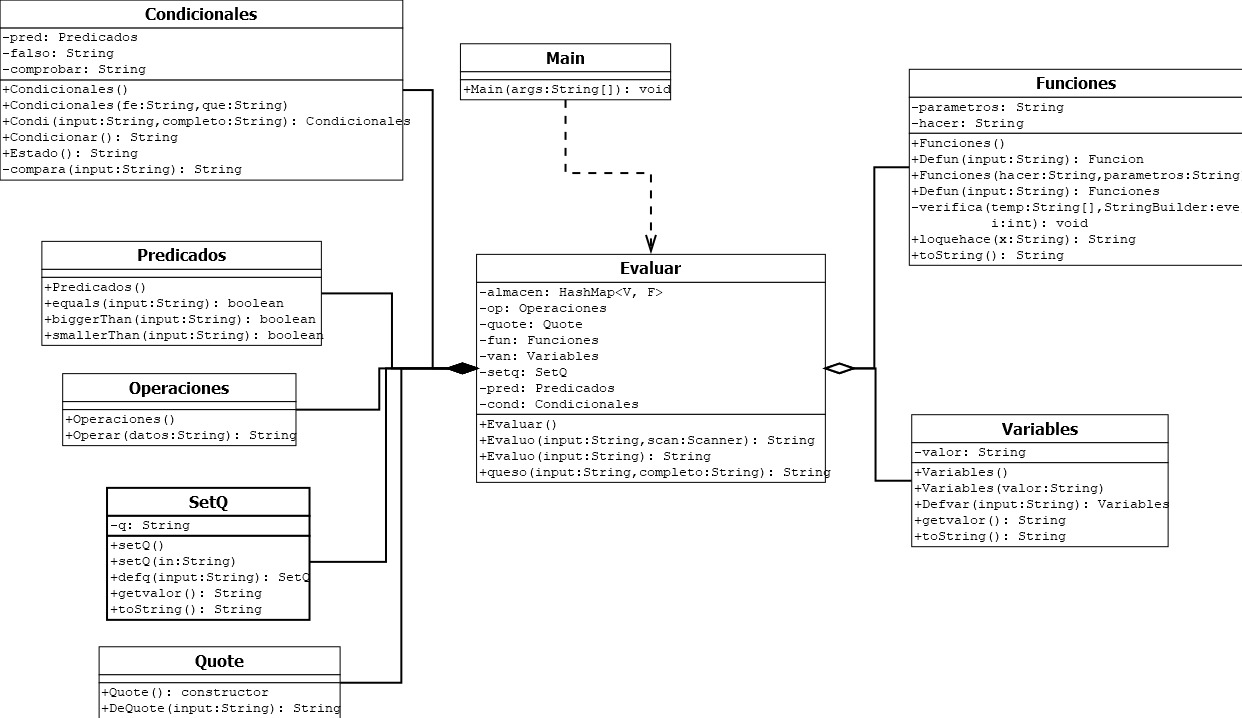 Condicionales
-pred: Predicados
-falso: String
-comprobar: String
+Condicionales()
+Condicionales(fe:String,que:String)
+Condi(input:String,completo:String): Condicionales
+Condicionar(): String
+Estado(): String
-compara(input:String): String
Main
+Main(args:String[]): void
Funciones
-parametros: String
-hacer: String
+Funciones()
+Defun(input:String): Funcion
+Funciones(hacer:String,parametros:String
+Defun(input:String): Funciones
-verifica(temp:String[],StringBuilder:eve
i:int): void
+loquehace(x:String): String
+toString(): String
Predicados
+Predicados()
+equals(input:String): boolean
+biggerThan(input:String): boolean
+smallerThan(input:String): boolean
Evaluar
-almacen: HashMap<V, F>
-op: Operaciones
-quote: Quote
-fun: Funciones
-van: Variables
-setq: SetQ
-pred: Predicados
-cond: Condicionales
+Evaluar()
+Evaluo(input:String,scan:Scanner): String
+Evaluo(input:String): String
+queso(input:String,completo:String): String
Operaciones
+Operaciones()
+Operar(datos:String): String
Variables
-valor: String
+Variables()
+Variables(valor:String)
+Defvar(input:String): Variables
+getvalor(): String
+toString(): String
SetQ
-q: String
+setQ()
+setQ(in:String)
+defq(input:String): SetQ
+getvalor(): String
+toString(): String
Quote
+Quote(): constructor
+DeQuote(input:String): String